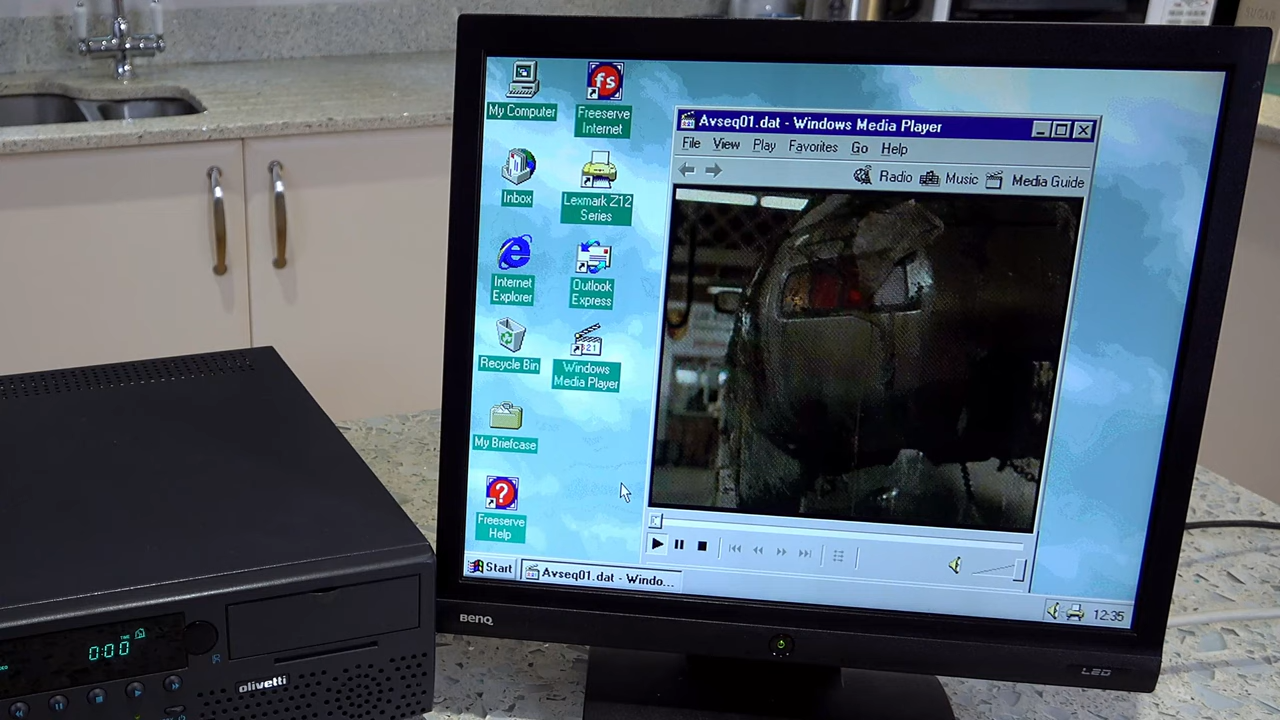 My Computer
Freeserve
Internet
Inbox
Lexmark Z12
Series
Internet
Explorer
Outlook
Express
Recycle Bin
Windows
Media Player
My Briefcase
Freeserve
Help
fs
Avseq01.dat - Windows Media Player
File View Play Favorites Go Help
Radio Music Media Guide
Start
Avseq01.dat - Windo...
12:35
BenQ
LED
0:00
olivetti